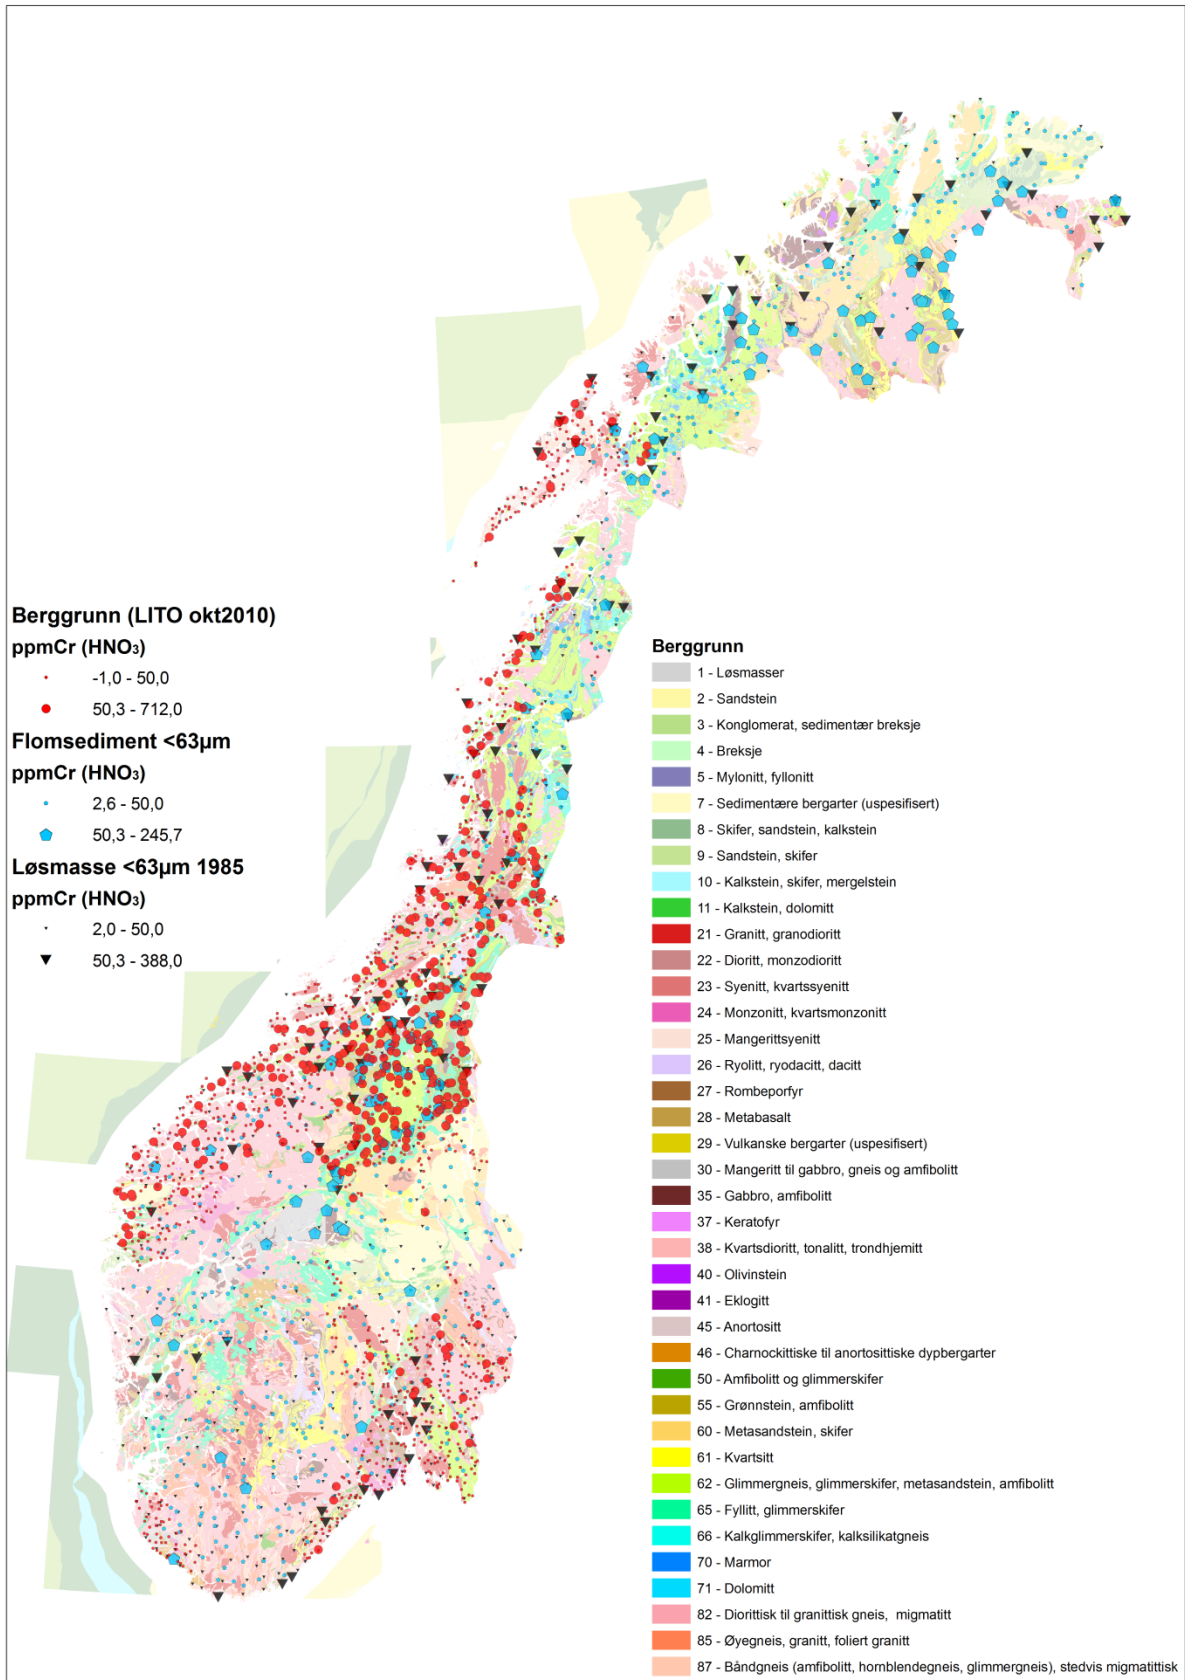 Berggrunn (LITO okt2010)
ppmCr (HNO₃)
-1,0 - 50,0
50,3 - 712,0
Flomsediment <63µm
ppmCr (HNO₃)
2,6 - 50,0
50,3 - 245,7
Løsmasse <63µm 1985
ppmCr (HNO₃)
2,0 - 50,0
50,3 - 388,0
Berggrunn
1 - Løsmasser
2 - Sandstein
3 - Konglomerat, sedimentær breksje
4 - Breksje
5 - Mylonitt, fyllonitt
7 - Sedimentære bergarter (uspesifisert)
8 - Skifer, sandstein, kalkstein
9 - Sandstein, skifer
10 - Kalkstein, skifer, mergelstein
11 - Kalkstein, dolomitt
21 - Granitt, granodioritt
22 - Dioritt, monzodioritt
23 - Syenitt, kvartssyenitt
24 - Monzonitt, kvartsmonzonitt
25 - Mangerittsyenitt
26 - Ryolitt, ryodacitt, dacitt
27 - Rombeporfyr
28 - Metabasalt
29 - Vulkanske bergarter (uspesifisert)
30 - Mangeritt til gabbro, gneis og amfibolitt
35 - Gabbro, amfibolitt
37 - Keratofyr
38 - Kvartsdioritt, tonalitt, trondhjemitt
40 - Olivinstein
41 - Eklogitt
45 - Anortositt
46 - Charnockittiske til anortosittiske dypbergarter
50 - Amfibolitt og glimmerskifer
55 - Grønnstein, amfibolitt
60 - Metasandstein, skifer
61 - Kvartsitt
62 - Glimmergneis, glimmerskifer, metasandstein, amfibolitt
65 - Fyllitt, glimmerskifer
66 - Kalkglimmerskifer, kalksilikatgneis
70 - Marmor
71 - Dolomitt
82 - Diorittisk til granittisk gneis, migmatitt
85 - Øyegneis, granitt, foliert granitt
87 - Båndgneis (amfibolitt, hornblendegneis, glimmergneis), stedvis migmatittisk